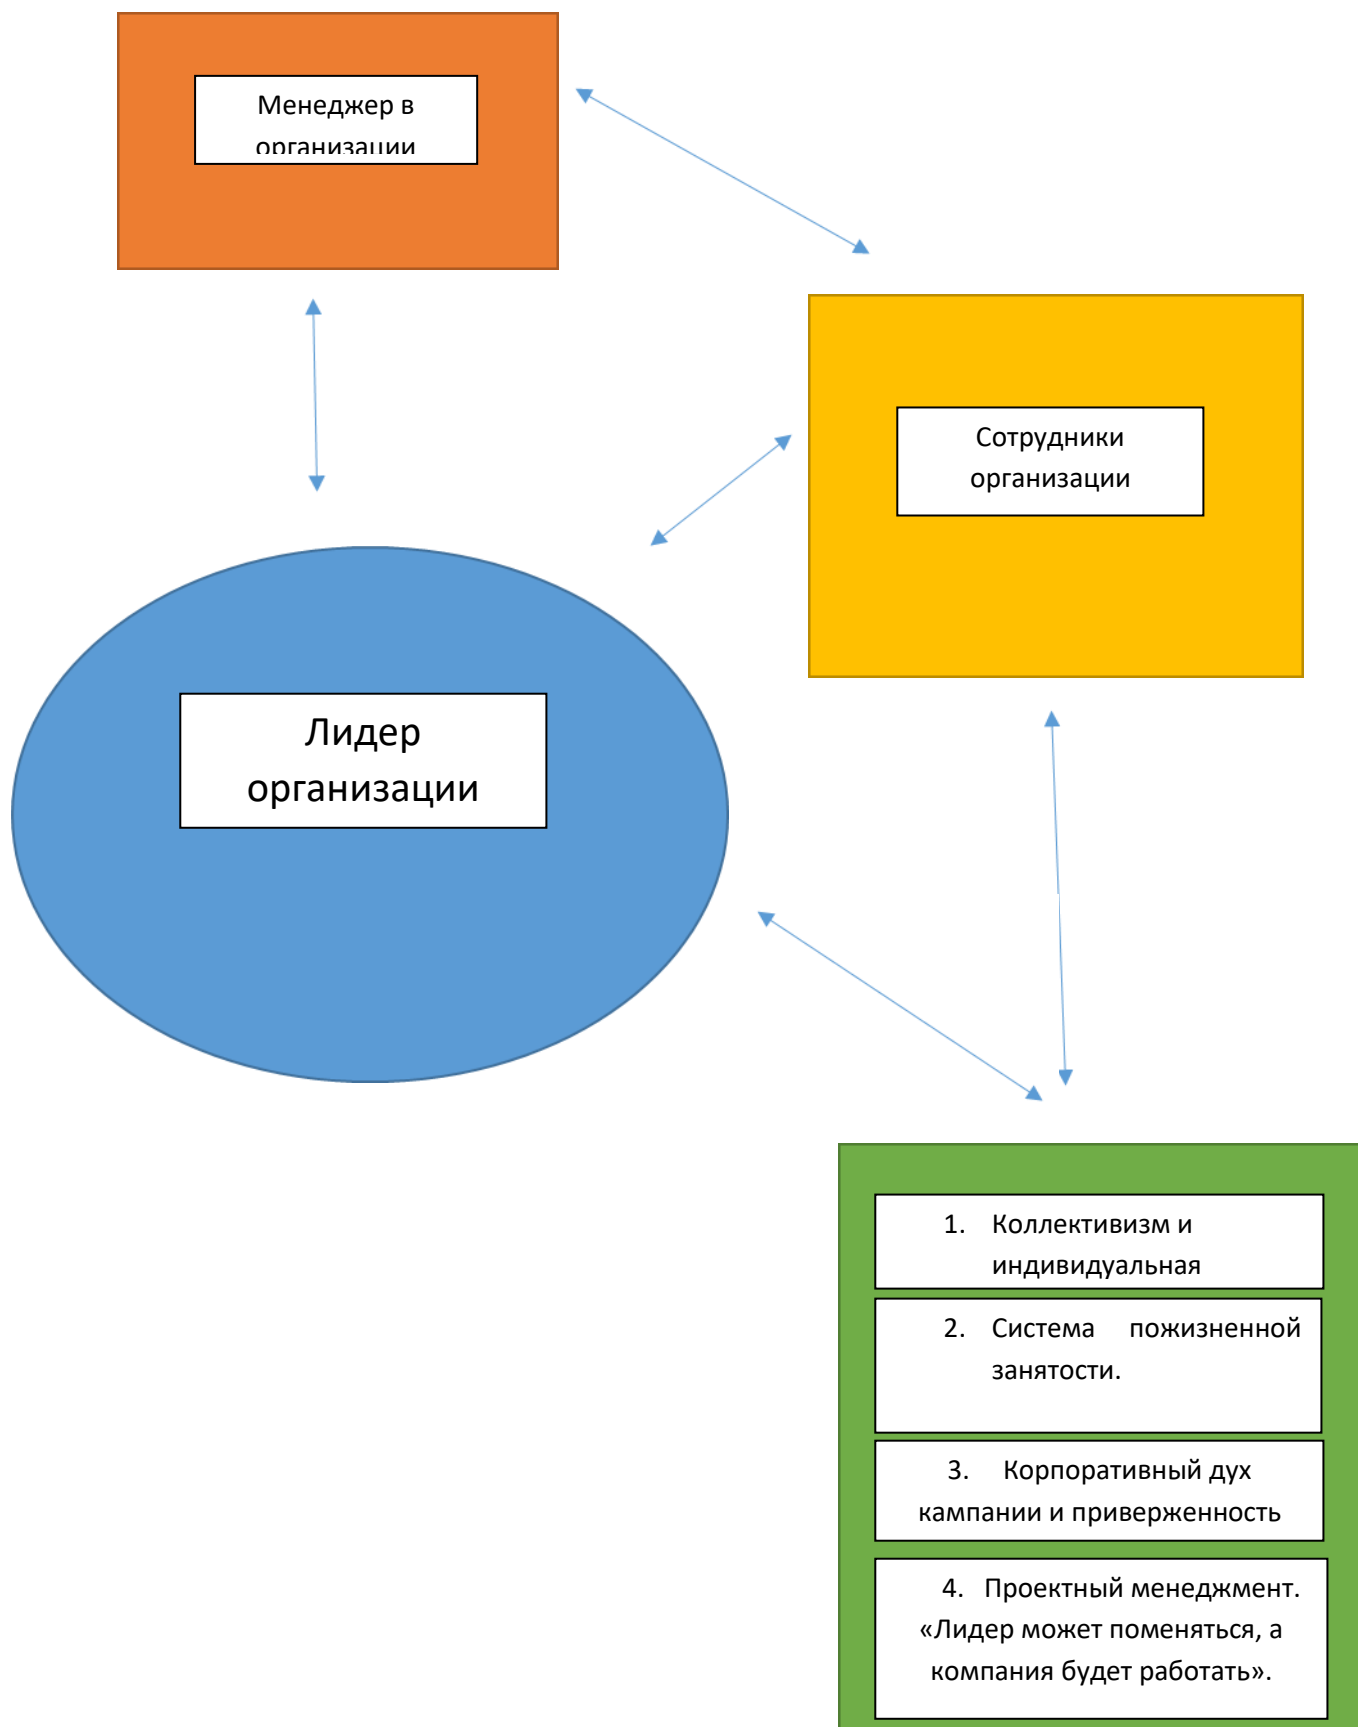 Менеджер в
организации
Сотрудники
организации
Лидер
организации
1. Коллективизм и
индивидуальная
2. Система пожизненной
занятости.
3. Корпоративный дух
кампании и приверженность
4. Проектный менеджмент.
«Лидер может поменяться, а
компания будет работать».